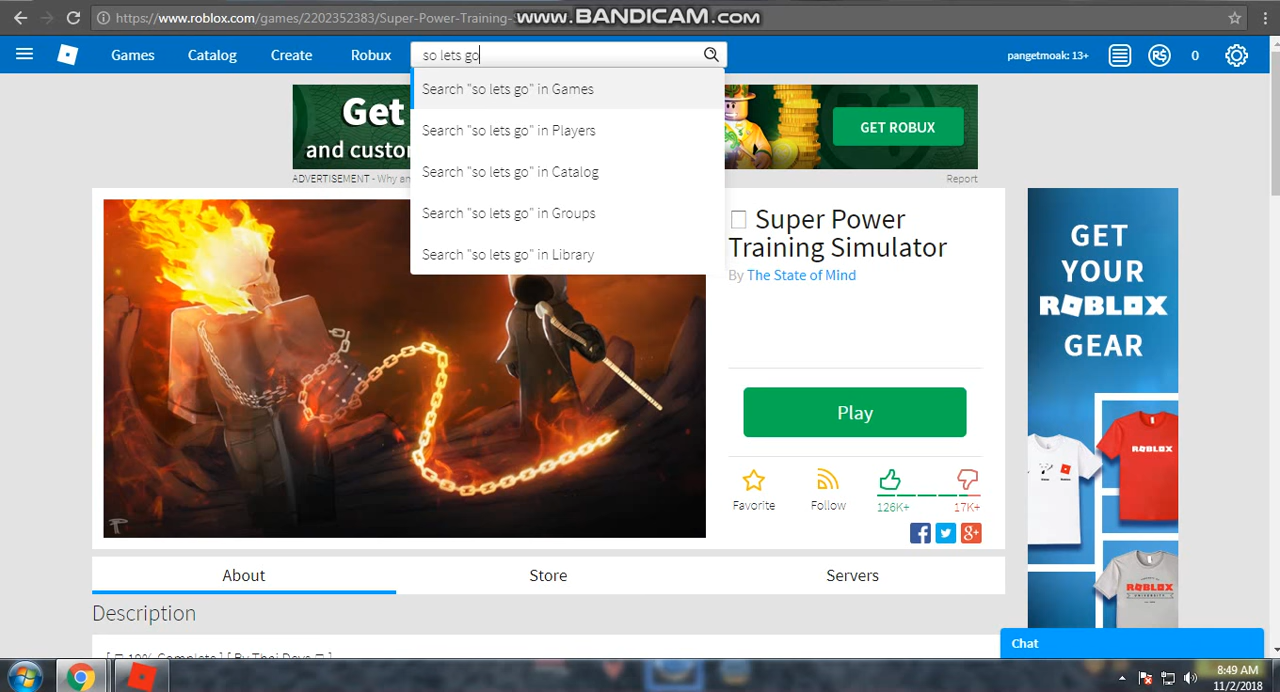 https://www.roblox.com/games/2202352383/Super-Power-Training-
www.BANDICAM.com
Games
Catalog
Create
Robux
so lets go
pangetmoak: 13+
R$
0
Search "so lets go" in Games
Search "so lets go" in Players
Search "so lets go" in Catalog
Search "so lets go" in Groups
Search "so lets go" in Library
Get
and custo
GET ROBUX
ADVERTISEMENT - Why a
Report
Super Power
Training Simulator
By The State of Mind
GET
YOUR
ROBLOX
GEAR
ROBLOX
ROBLOX
UNIVERSITY
Play
Favorite
Follow
126K+
17K+
About
Store
Servers
Description
Chat
8:49 AM
11/2/2018